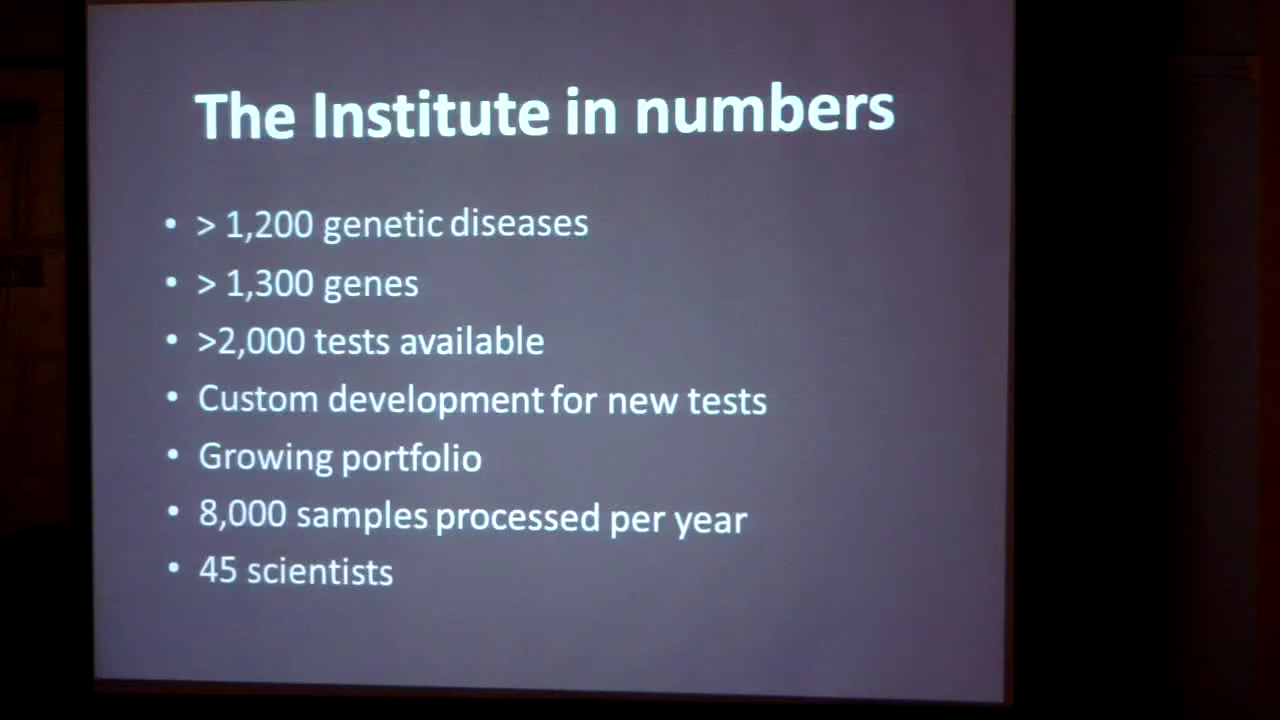 The Institute in numbers
• > 1,200 genetic diseases
• > 1,300 genes
• >2,000 tests available
• Custom development for new tests
• Growing portfolio
• 8,000 samples processed per year
• 45 scientists